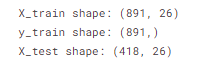 X_train shape: (891, 26)
y_train shape: (891,)
X_test shape: (418, 26)